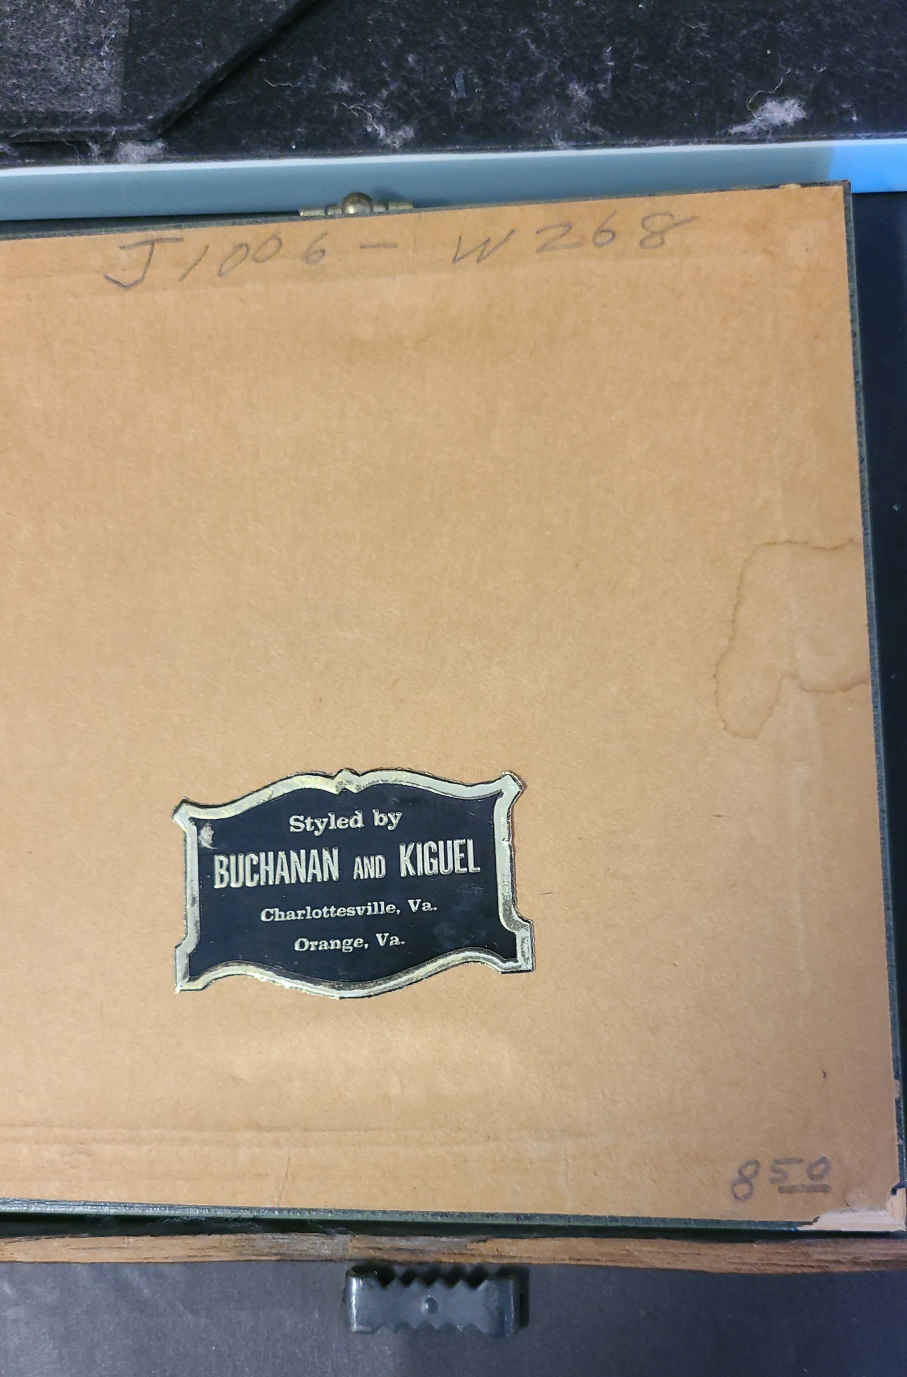 J1006 - W268
Styled by
BUCHANAN AND KIGUEL
Charlottesville, Va.
Orange, Va.
850